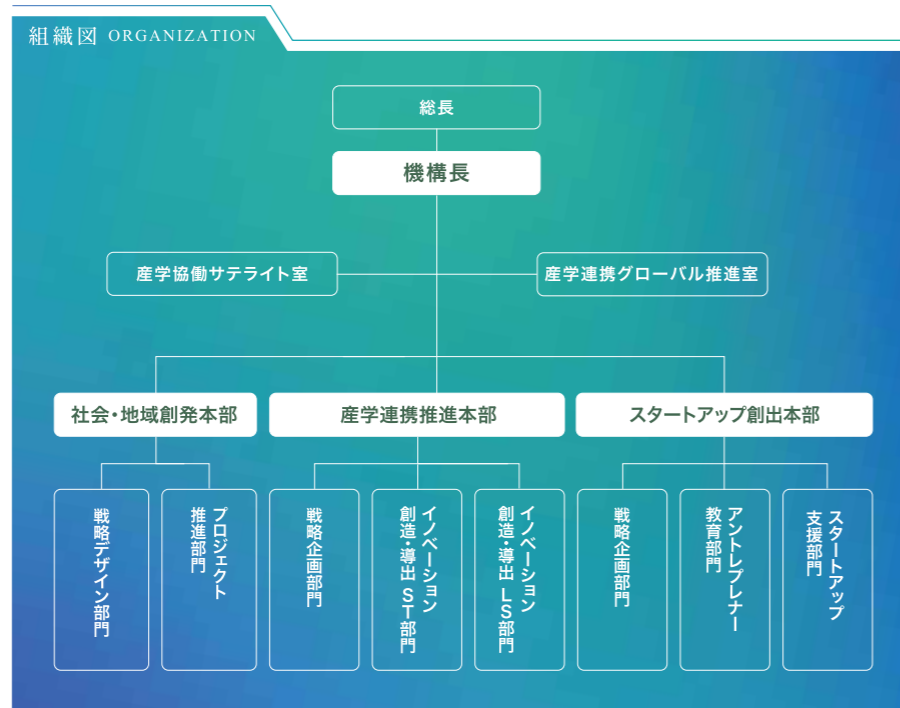 組織図 ORGANIZATION
総長
機構長
産学協働サテライト室
産学連携グローバル推進室
社会・地域創発本部
産学連携推進本部
スタートアップ創出本部
戦略デザイン部門
プロジェクト
推進部門
戦略企画部門
イノベーション
創造・導出 ST部門
イノベーション
創造・導出 LS部門
戦略企画部門
アントレプレナー
教育部門
スタートアップ
支援部門